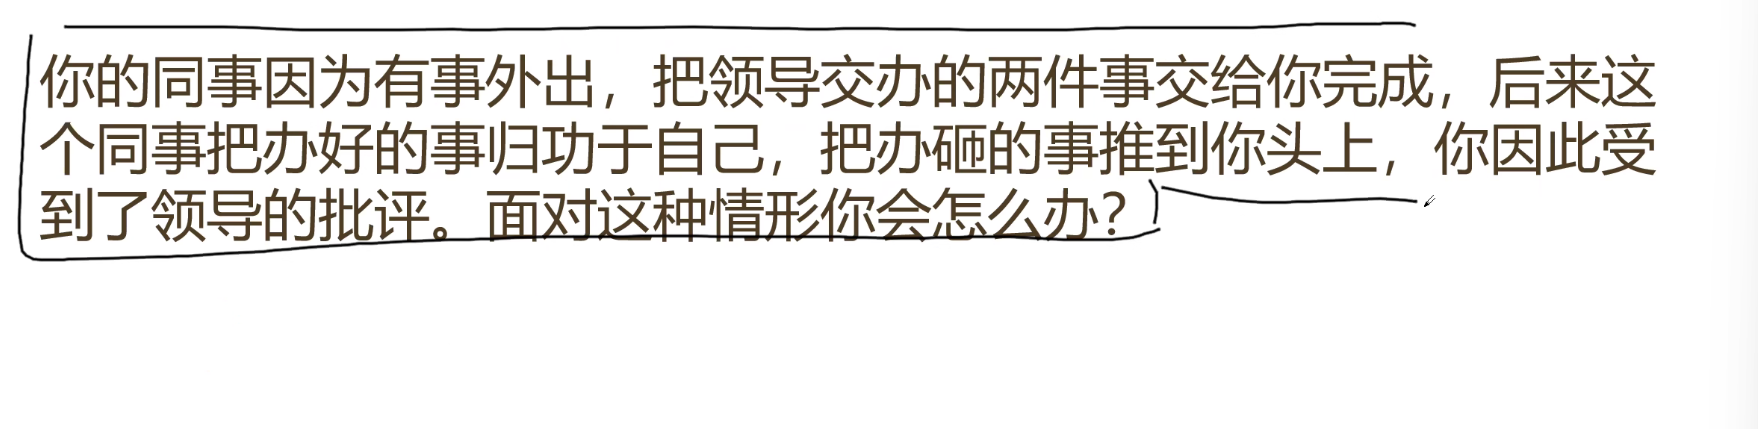 你的同事因为有事外出，把领导交办的两件事交给你完成，后来这
个同事把办好的事归功于自己，把办砸的事推到你头上，你因此受
到了领导的批评。面对这种情形你会怎么办？